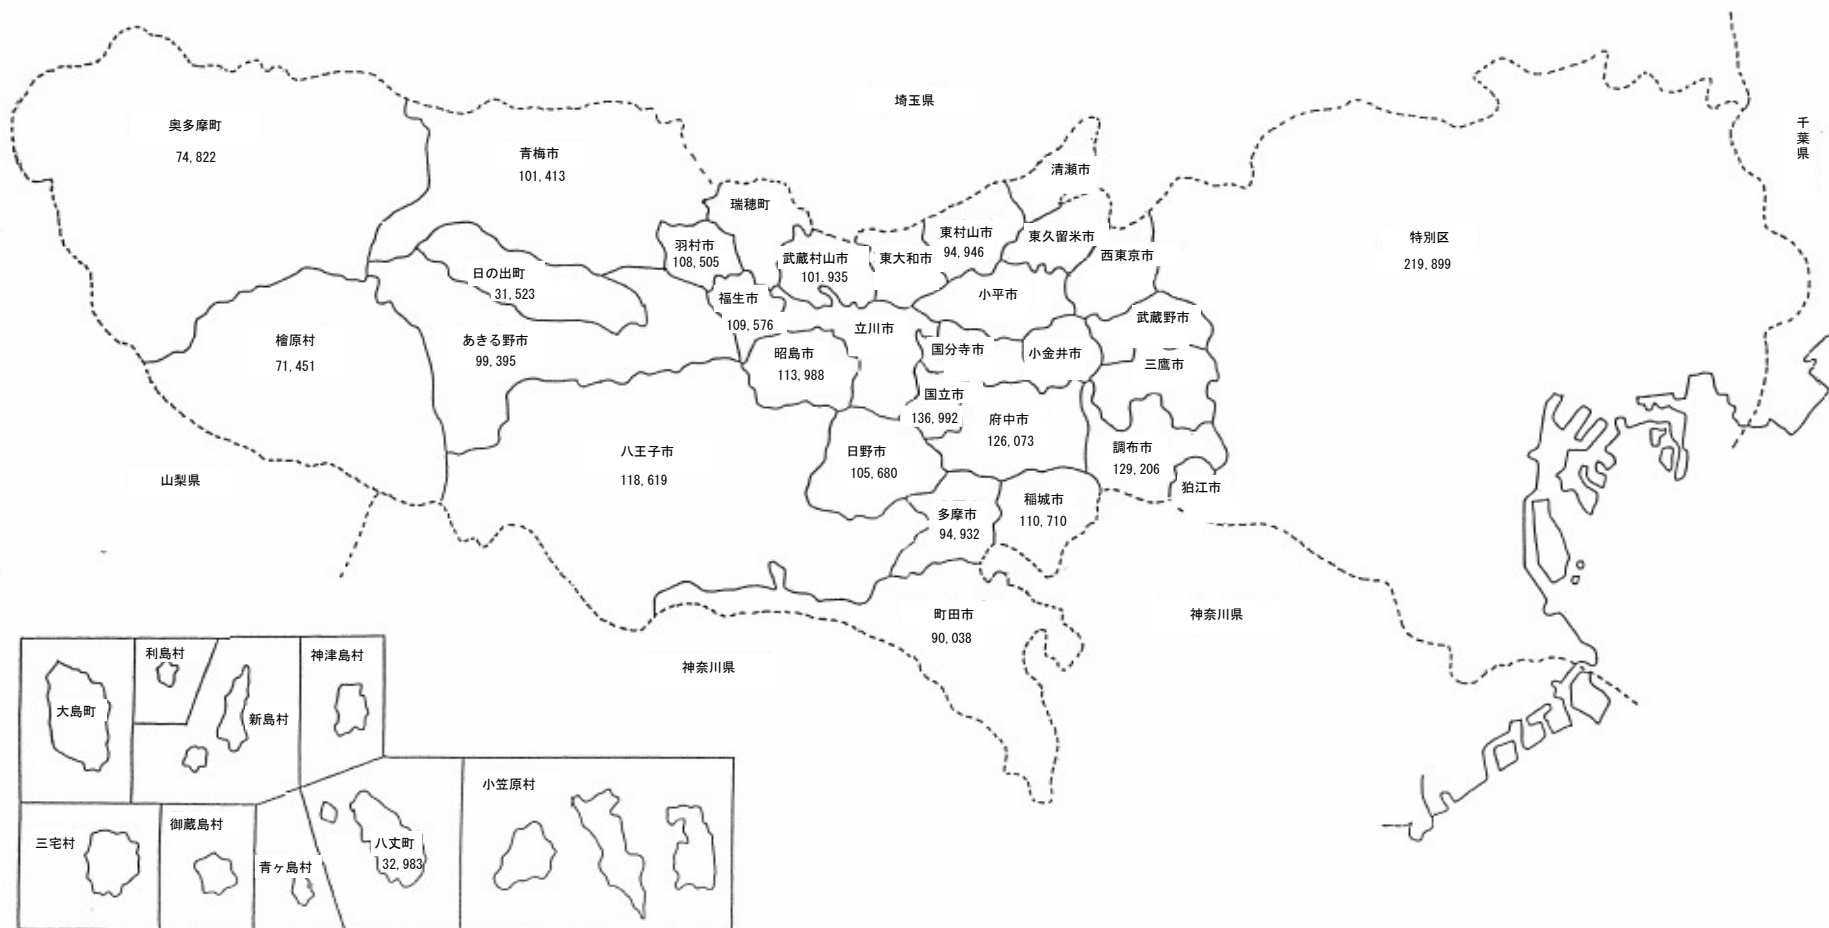 埼玉県
千葉県
奥多摩町
74,822
青梅市
101,413
清瀬市
瑞穂町
羽村市
108,505
武蔵村山市
101,935
東大和市
東村山市
94,946
東久留米市
西東京市
特別区
219,899
日の出町
31,523
福生市
109,576
小平市
武蔵野市
檜原村
71,451
あきる野市
99,395
昭島市
113,988
立川市
国分寺市
小金井市
三鷹市
国立市
136,992
府中市
126,073
調布市
129,206
狛江市
山梨県
八王子市
118,619
日野市
105,680
多摩市
94,932
稲城市
110,710
町田市
90,038
神奈川県
神奈川県
大島町
利島村
新島村
神津島村
三宅村
御蔵島村
青ヶ島村
八丈町
32,983
小笠原村